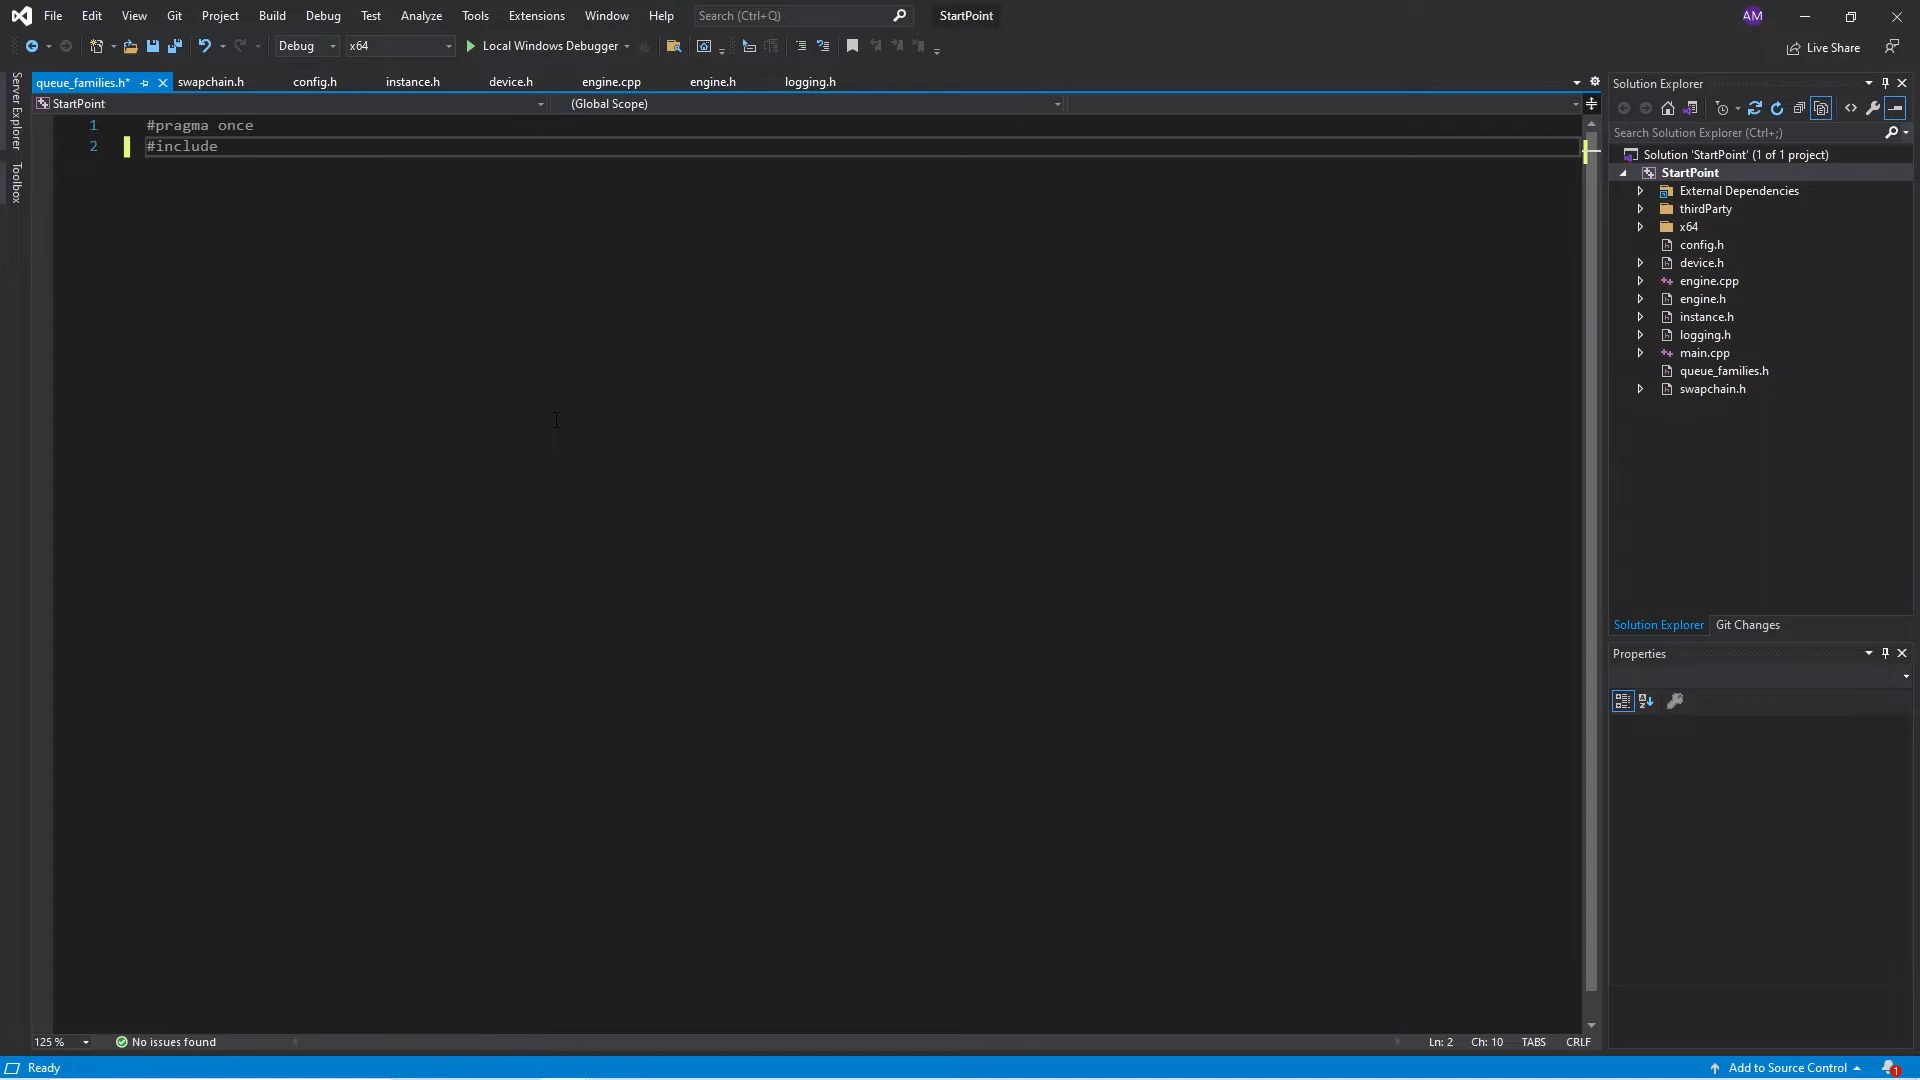 File Edit View Git Project Build Debug Test Analyze Tools Extensions Window Help Search (Ctrl+Q) StartPoint AM
Debug x64 Local Windows Debugger Live Share
Server Explorer
Toolbox
queue_families.h* swapchain.h config.h instance.h device.h engine.cpp engine.h logging.h
StartPoint (Global Scope)
1 #pragma once
2 #include
Solution Explorer
Search Solution Explorer (Ctrl+;)
Solution 'StartPoint' (1 of 1 project)
StartPoint
External Dependencies
thirdParty
x64
config.h
device.h
engine.cpp
engine.h
instance.h
logging.h
main.cpp
queue_families.h
swapchain.h
Solution Explorer Git Changes
Properties
125 % No issues found Ln: 2 Ch: 10 TABS CRLF
Ready Add to Source Control 1